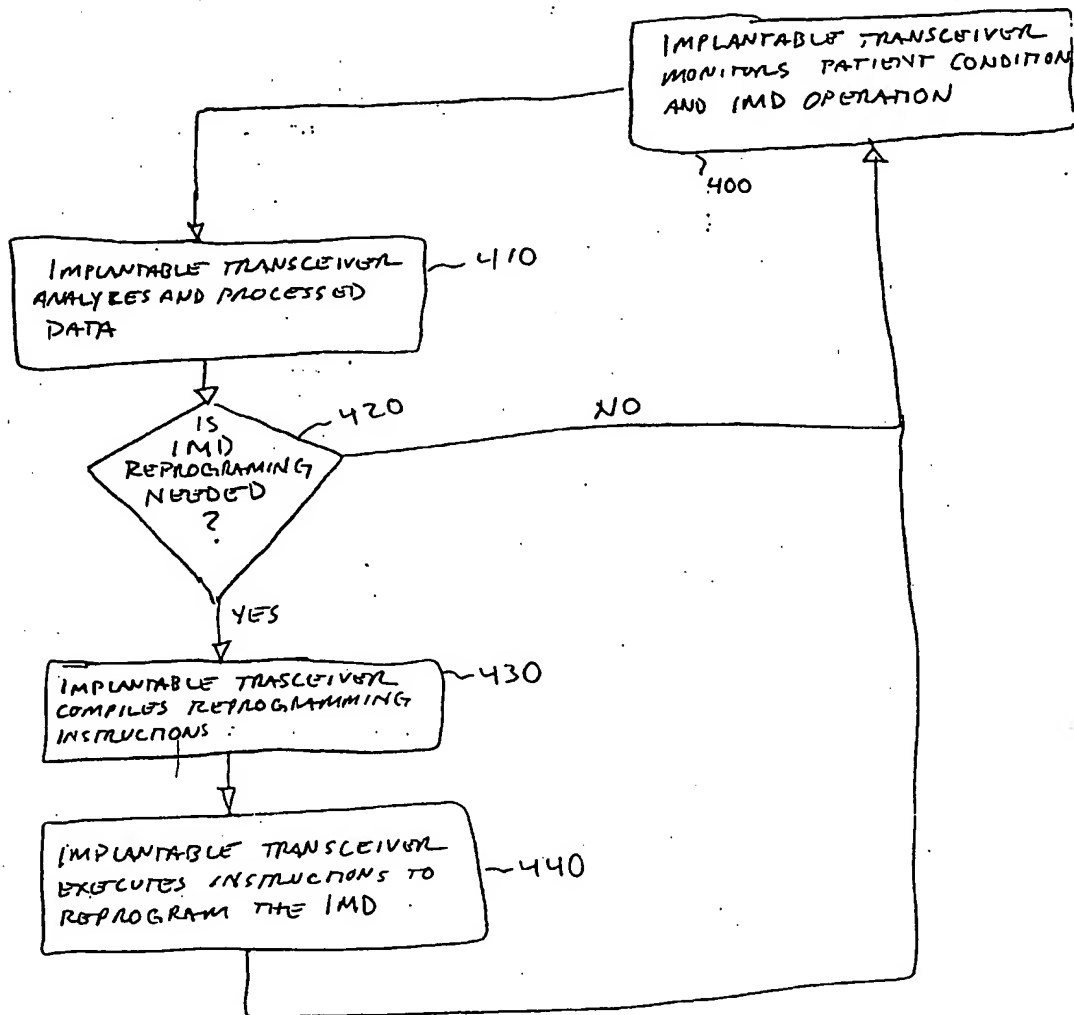 IMPLANTABLE TRANSCEIVER
MONITORS PATIENT CONDITION
AND IMD OPERATION
400
IMPLANTABLE TRANSCEIVER
ANALYZES AND PROCESSED
DATA
410
IS
IMD
REPROGRAMING
NEEDED
?
420
NO
YES
IMPLANTABLE TRASCEIVER
COMPILES REPROGRAMMING
INSTRUCTIONS
430
IMPLANTABLE TRANSCEIVER
EXECUTES INSTRUCTIONS TO
REPROGRAM THE IMD
440